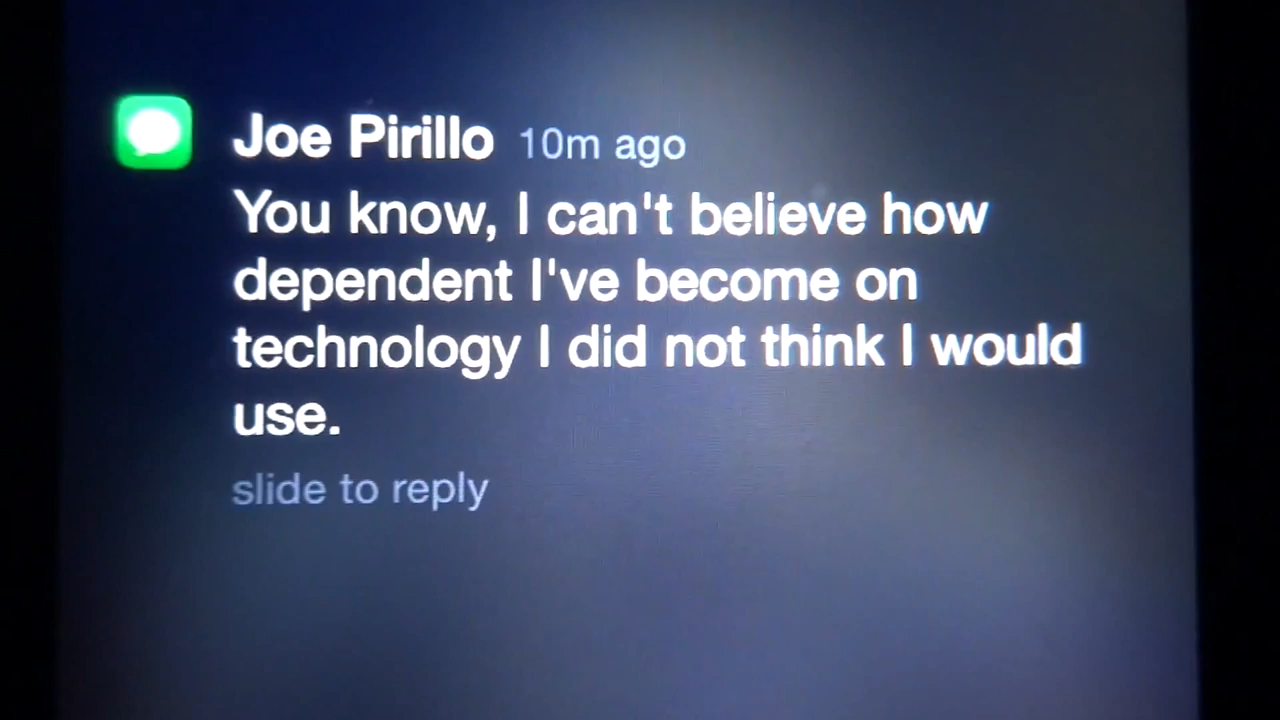 Joe Pirillo 10m ago
You know, I can't believe how
dependent I've become on
technology I did not think I would
use.
slide to reply